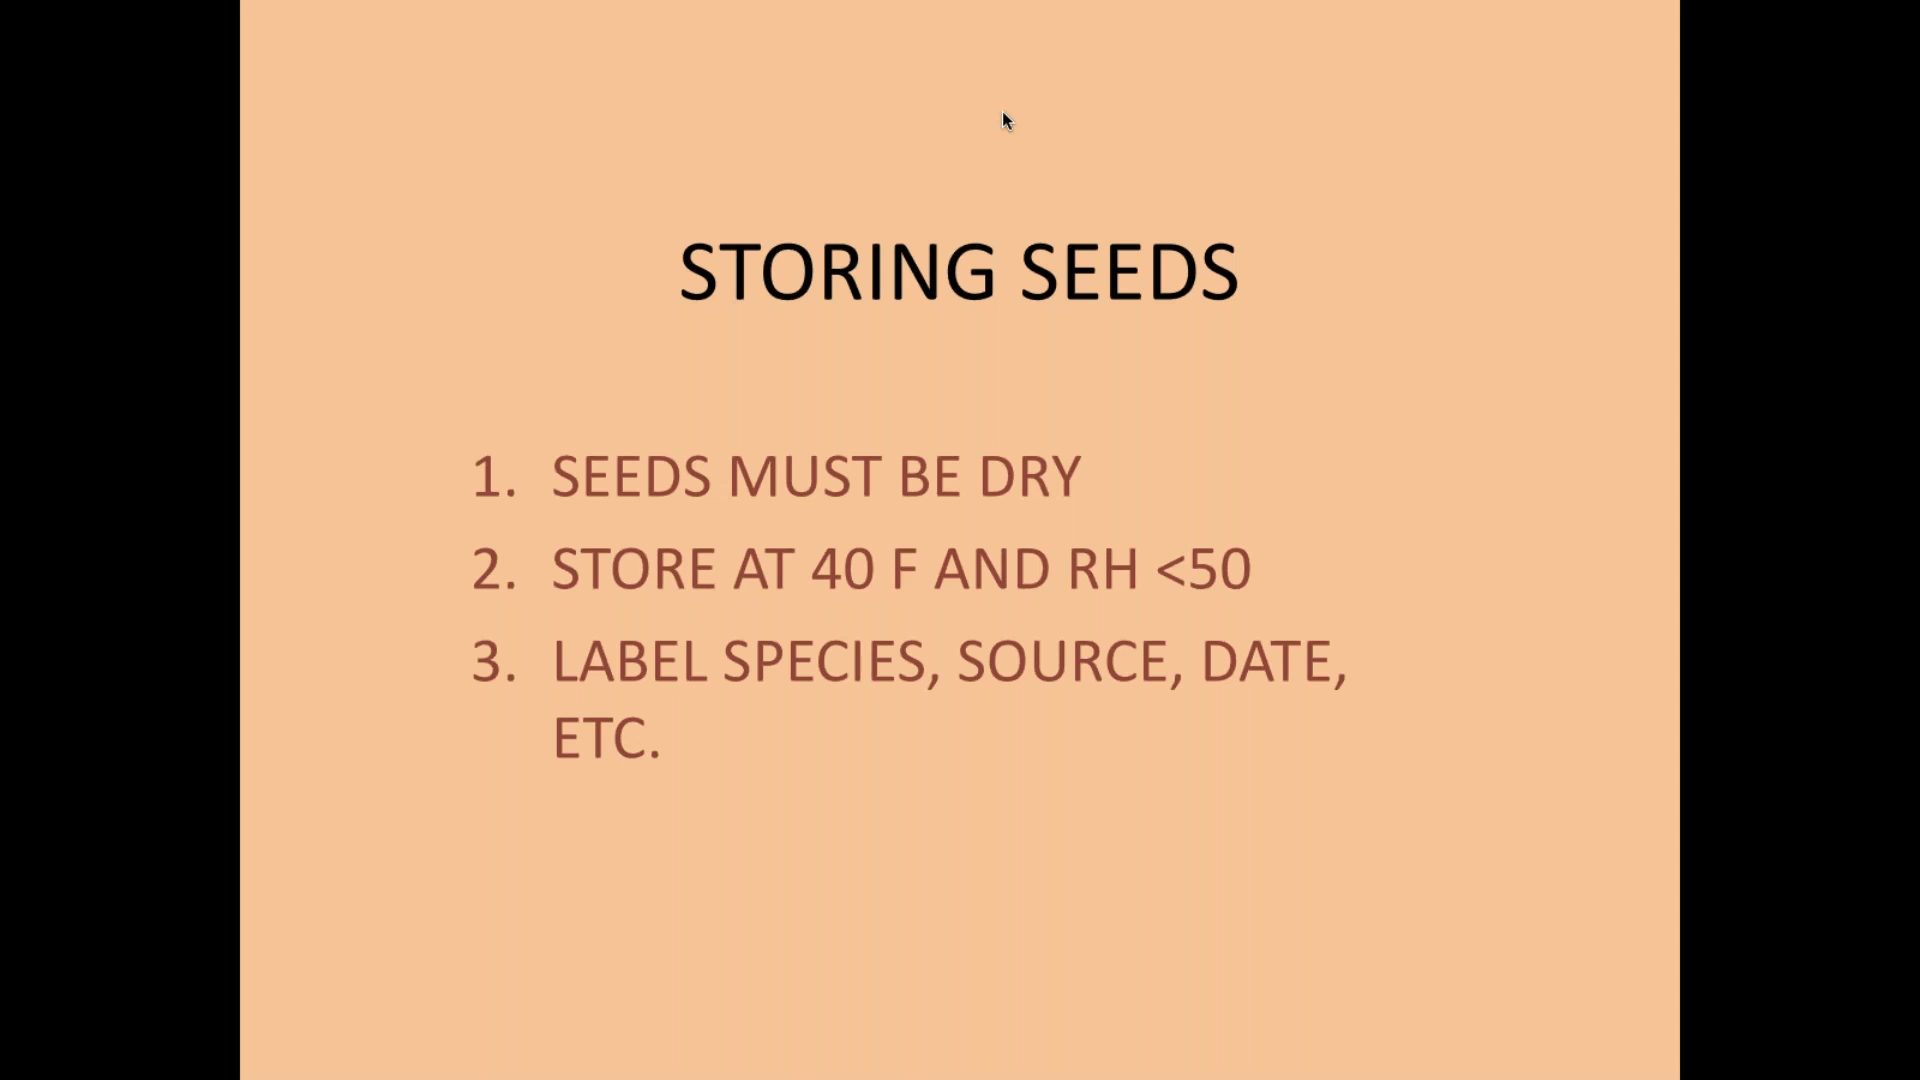 STORING SEEDS
1. SEEDS MUST BE DRY
2. STORE AT 40 F AND RH <50
3. LABEL SPECIES, SOURCE, DATE,
ETC.